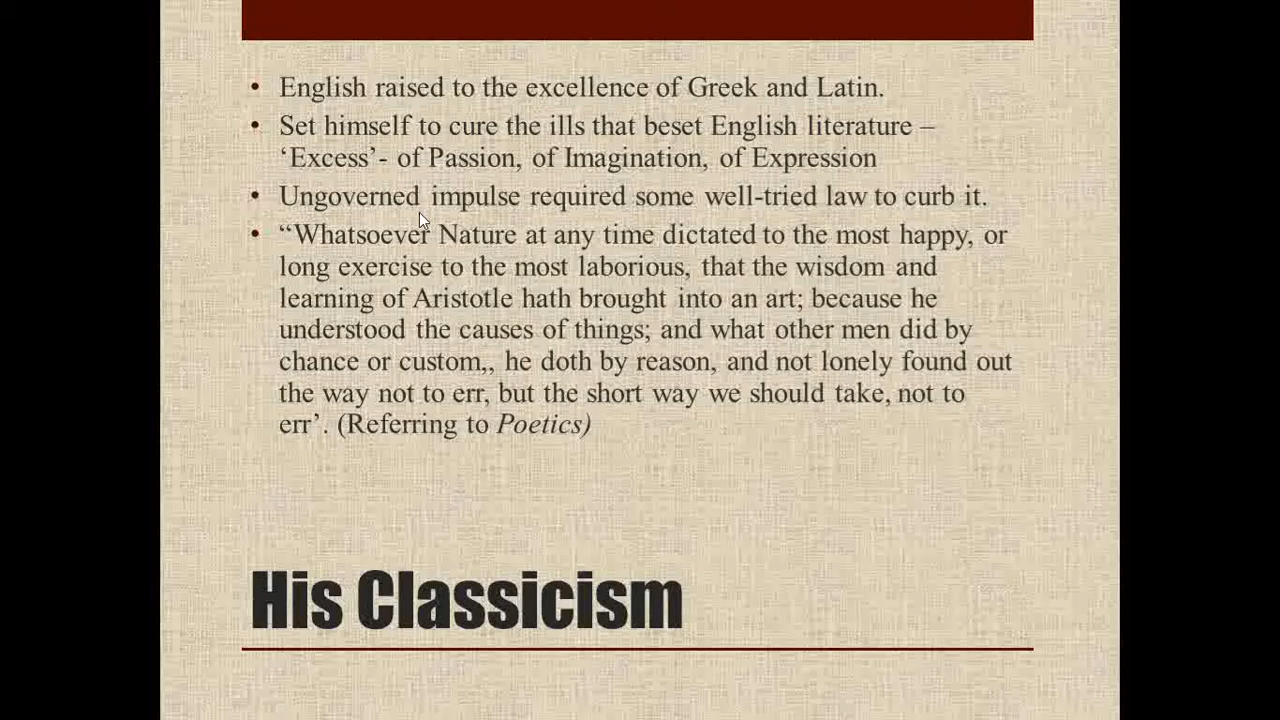 • English raised to the excellence of Greek and Latin.
• Set himself to cure the ills that beset English literature –
‘Excess’- of Passion, of Imagination, of Expression
• Ungoverned impulse required some well-tried law to curb it.
• “Whatsoever Nature at any time dictated to the most happy, or
long exercise to the most laborious, that the wisdom and
learning of Aristotle hath brought into an art; because he
understood the causes of things; and what other men did by
chance or custom,, he doth by reason, and not lonely found out
the way not to err, but the short way we should take, not to
err’. (Referring to Poetics)
His Classicism